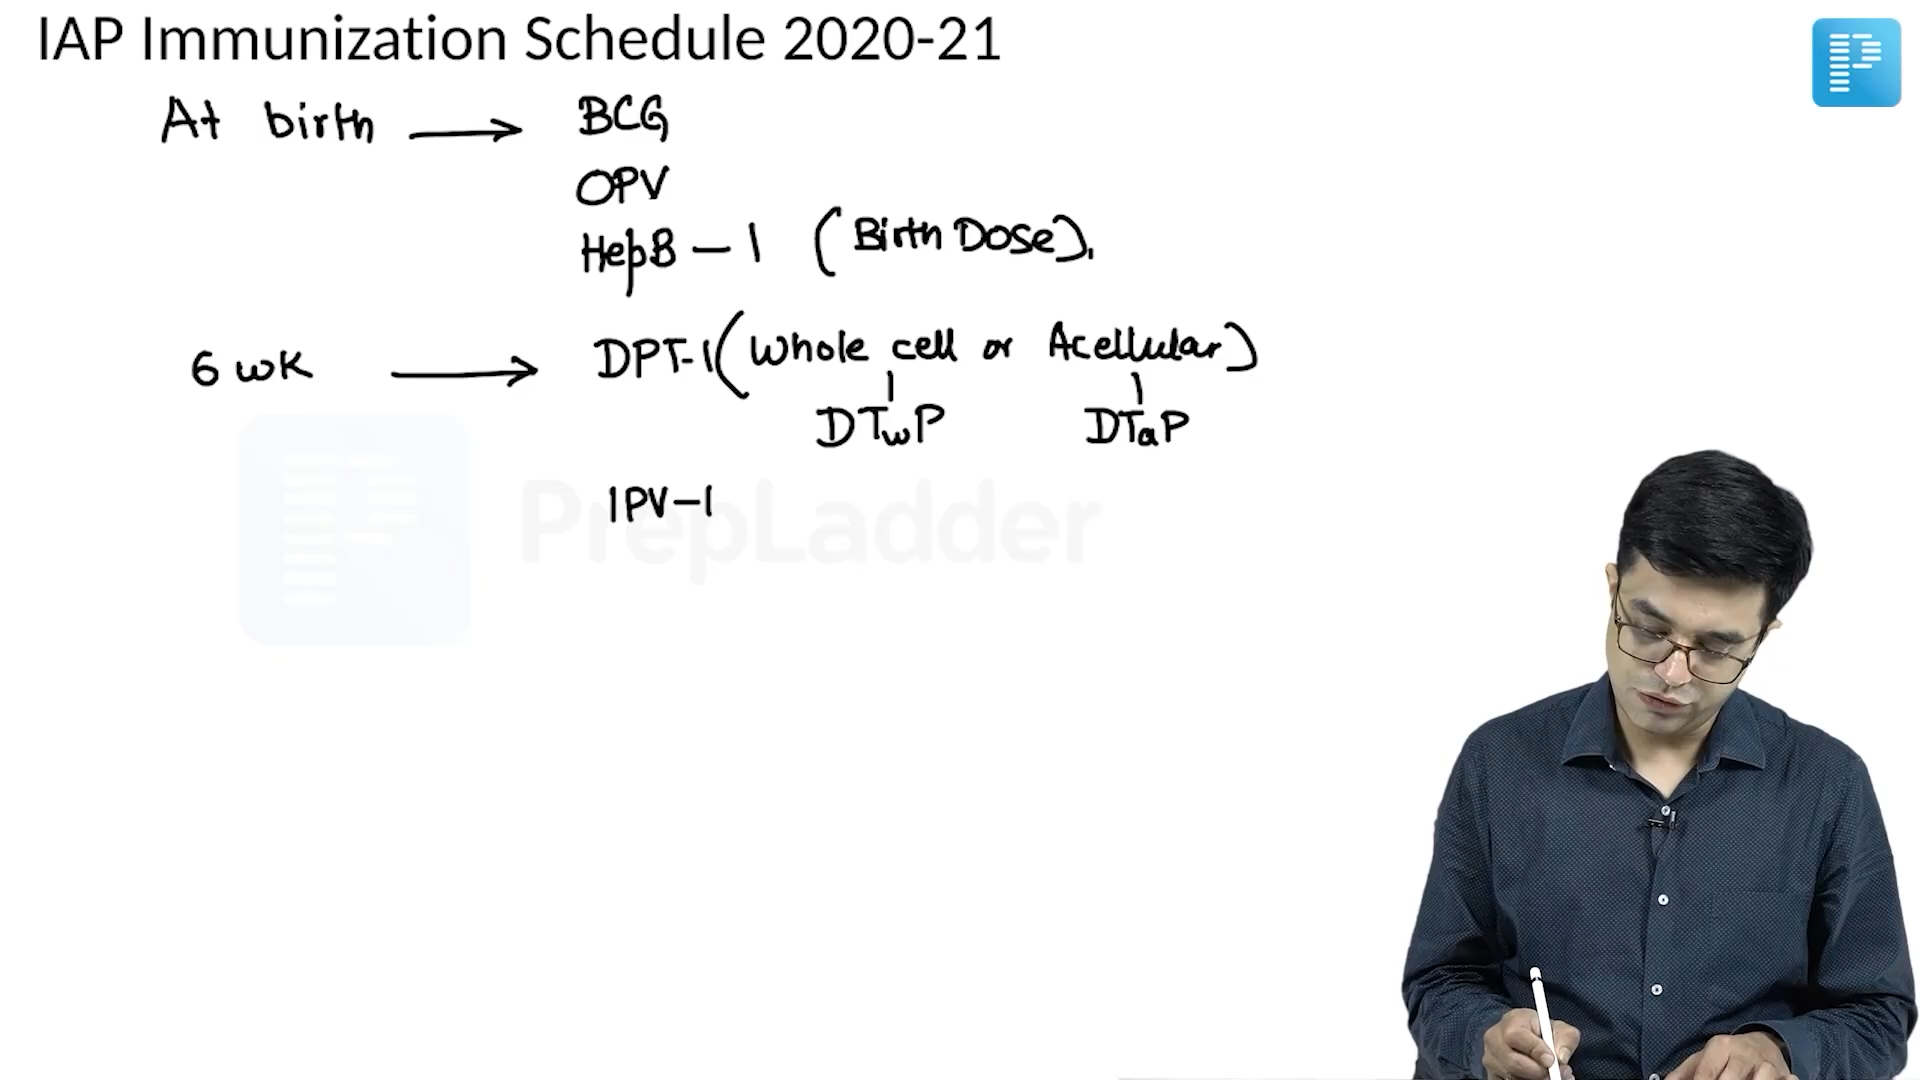 IAP Immunization Schedule 2020-21
At birth → BCG
OPV
HepB - 1 (Birth Dose).
6 wk → DPT-1 (Whole cell or Acellular)
DTwP DTaP
IPV-1
PrepLadder